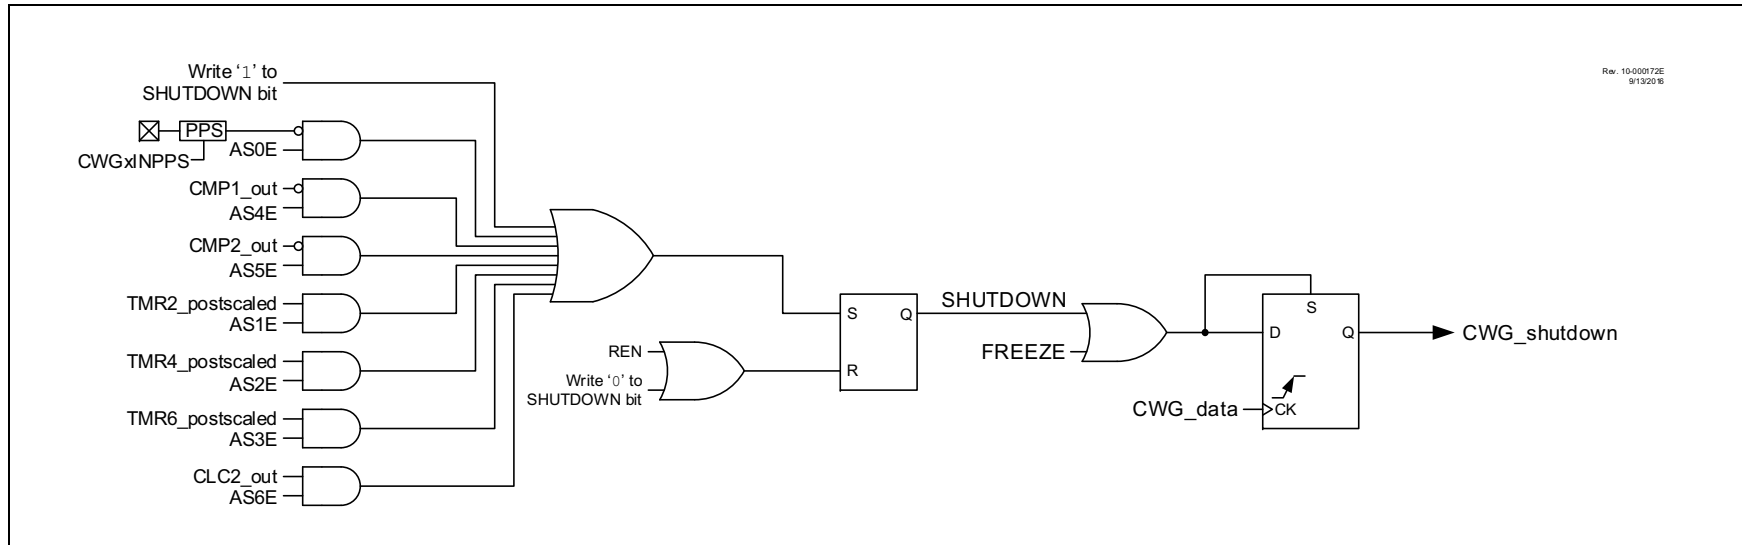 Write ‘1’ to
SHUTDOWN bit
Rev. 10-000172E
9/13/2016
PPS
AS0E
CWGxINPPS
CMP1_out
AS4E
CMP2_out
AS5E
TMR2_postscaled
AS1E
TMR4_postscaled
AS2E
TMR6_postscaled
AS3E
CLC2_out
AS6E
REN
Write ‘0’ to
SHUTDOWN bit
S
Q
R
SHUTDOWN
FREEZE
S
D
Q
CWG_data
CK
CWG_shutdown